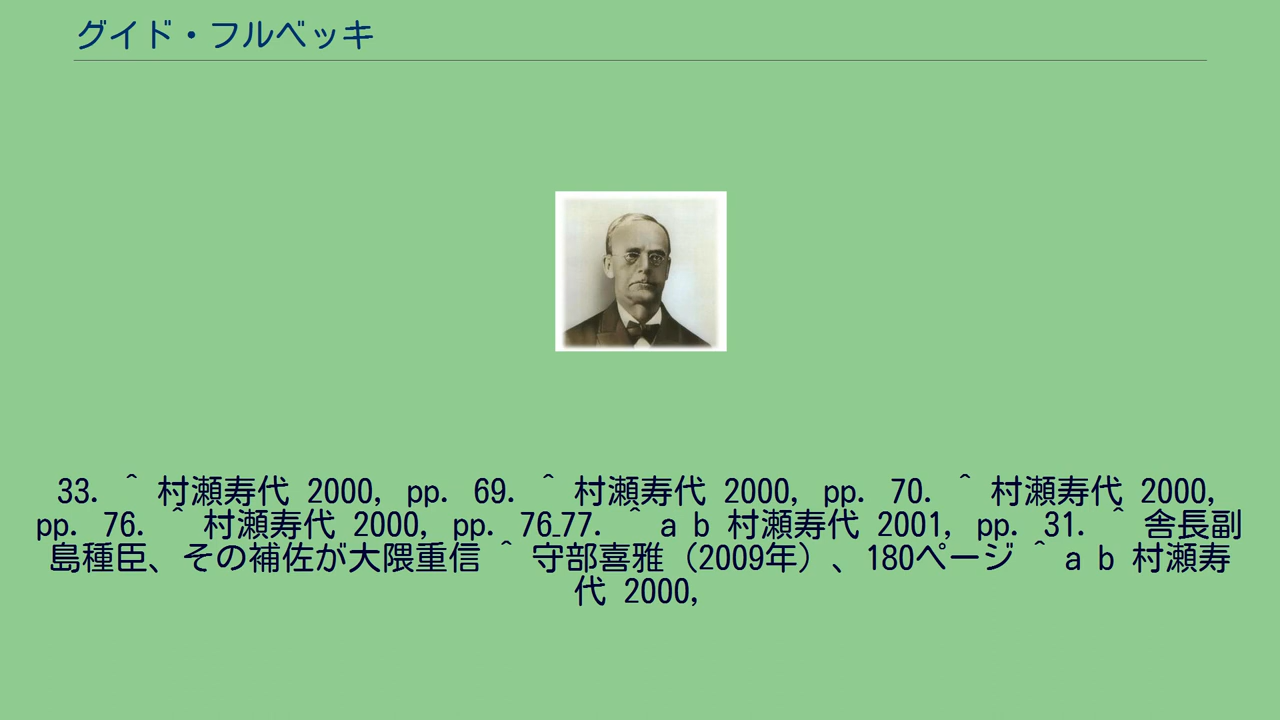 グイド・フルベッキ
33. ^ 村瀬寿代 2000, pp. 69. ^ 村瀬寿代 2000, pp. 70. ^ 村瀬寿代 2000,
pp. 76. ^ 村瀬寿代 2000, pp. 76_77. ^ a b 村瀬寿代 2001, pp. 31. ^ 舎長副
島種臣、その補佐が大隈重信 ^ 守部喜雅（2009年）、180ページ ^ a b 村瀬寿
代 2000,